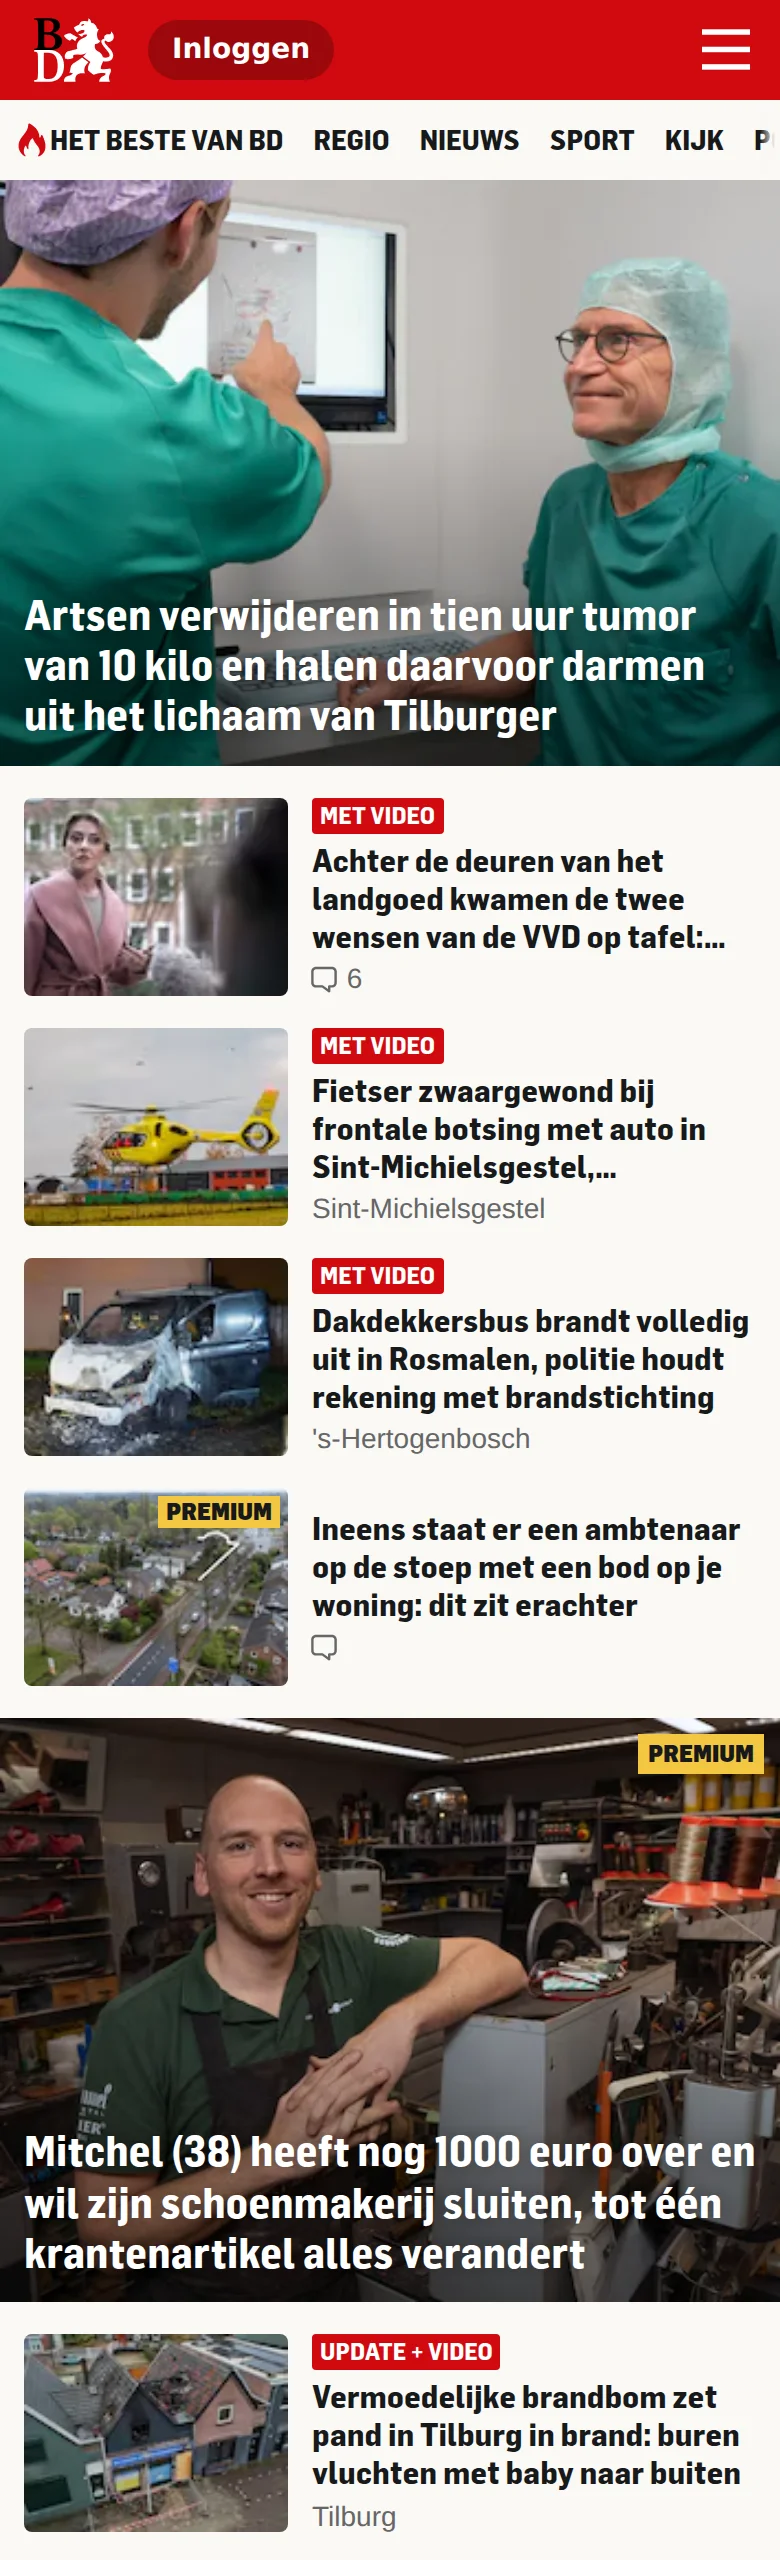 BD
Inloggen
HET BESTE VAN BD REGIO NIEUWS SPORT KIJK
Artsen verwijderen in tien uur tumor
van 10 kilo en halen daarvoor darmen
uit het lichaam van Tilburger
MET VIDEO
Achter de deuren van het
landgoed kwamen de twee
wensen van de VVD op tafel:...
6
MET VIDEO
Fietser zwaargewond bij
frontale botsing met auto in
Sint-Michielsgestel,...
Sint-Michielsgestel
MET VIDEO
Dakdekkersbus brandt volledig
uit in Rosmalen, politie houdt
rekening met brandstichting
's-Hertogenbosch
PREMIUM
Ineens staat er een ambtenaar
op de stoep met een bod op je
woning: dit zit erachter
PREMIUM
Mitchel (38) heeft nog 1000 euro over en
wil zijn schoenmakerij sluiten, tot één
krantenartikel alles verandert
UPDATE + VIDEO
Vermoedelijke brandbom zet
pand in Tilburg in brand: buren
vluchten met baby naar buiten
Tilburg